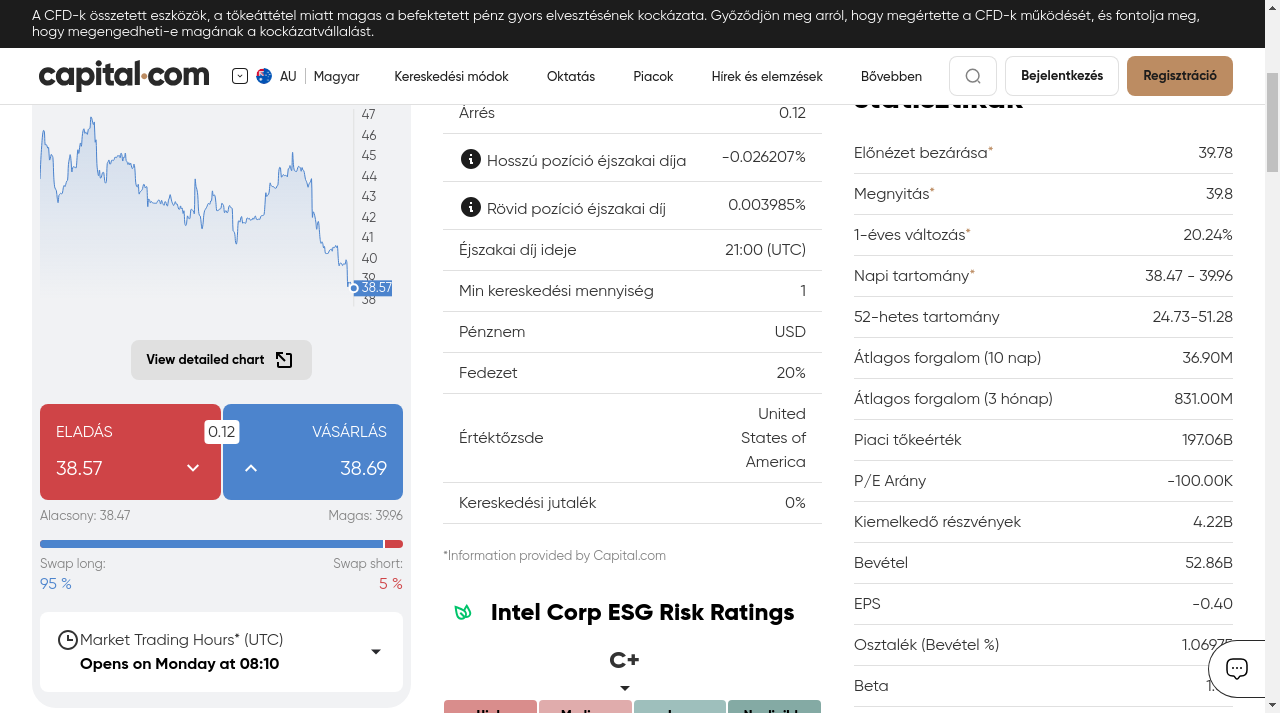 A CFD-k összetett eszközök, a tőkeáttétel miatt magas a befektetett pénz gyors elvesztésének kockázata. Győződjön meg arról, hogy megértette a CFD-k működését, és fontolja meg,
hogy megengedheti-e magának a kockázatvállalást.
capital.com
AU
Magyar
Kereskedési módok
Oktatás
Piacok
Hírek és elemzések
Bővebben
Bejelentkezés
Regisztráció
47
46
45
44
43
42
41
40
39
38.57
38
View detailed chart
ELADÁS
38.57
0.12
VÁSÁRLÁS
38.69
Alacsony: 38.47
Magas: 39.96
Swap long:
Swap short:
95 %
5 %
Market Trading Hours* (UTC)
Opens on Monday at 08:10
Árrés 0.12
Hosszú pozíció éjszakai díja -0.026207%
Rövid pozíció éjszakai díj 0.003985%
Éjszakai díj ideje 21:00 (UTC)
Min kereskedési mennyiség 1
Pénznem USD
Fedezet 20%
Értéktőzsde United
States of
America
Kereskedési jutalék 0%
*Information provided by Capital.com
Intel Corp ESG Risk Ratings
C+
statisztikák
Előnézet bezárása* 39.78
Megnyitás* 39.8
1-éves változás* 20.24%
Napi tartomány* 38.47 - 39.96
52-hetes tartomány 24.73-51.28
Átlagos forgalom (10 nap) 36.90M
Átlagos forgalom (3 hónap) 831.00M
Piaci tőkeérték 197.06B
P/E Arány -100.00K
Kiemelkedő részvények 4.22B
Bevétel 52.86B
EPS -0.40
Osztalék (Bevétel %)
Beta